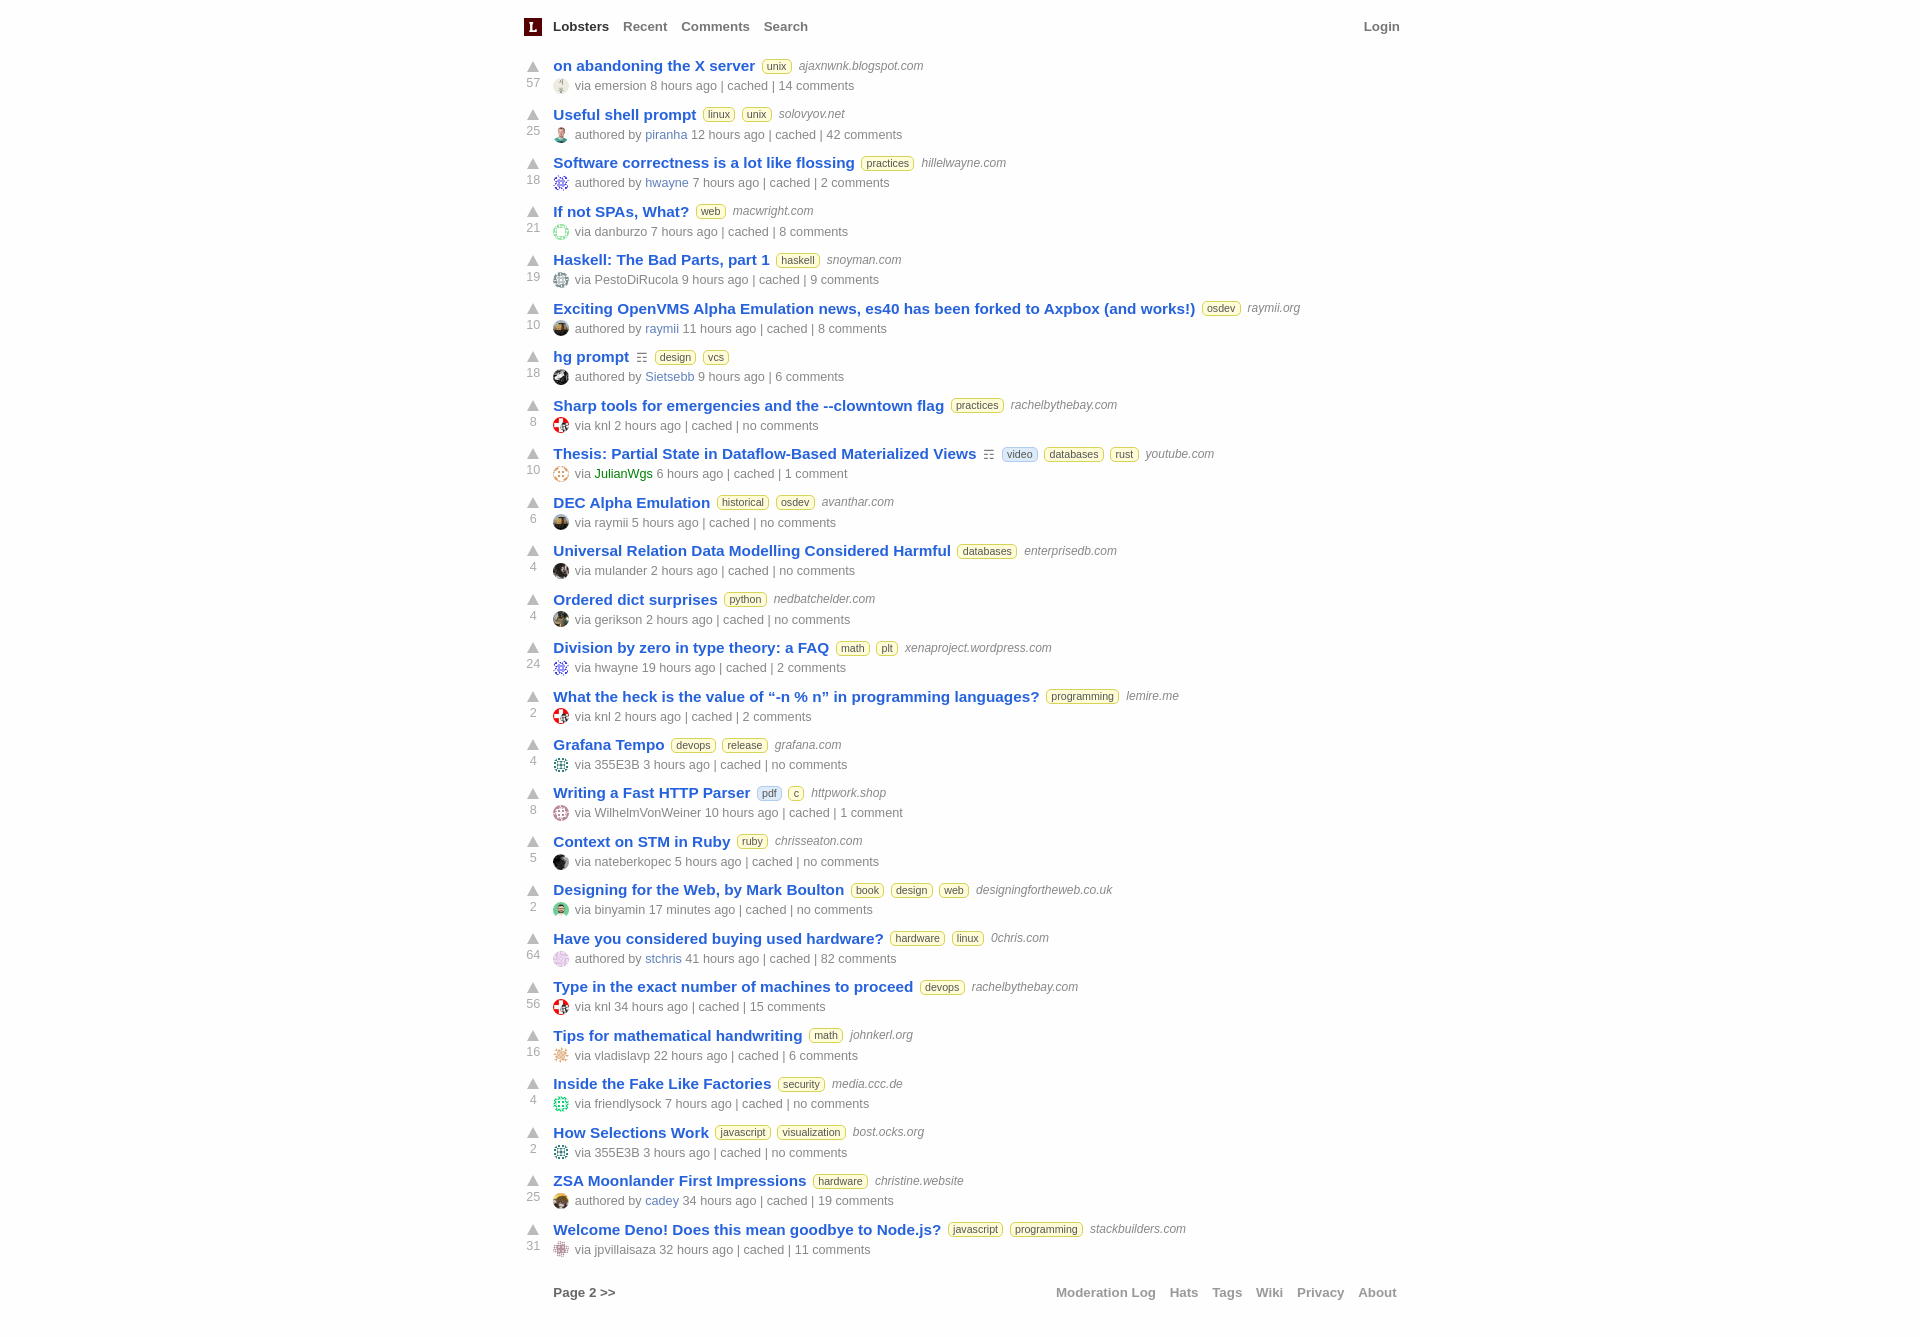 L Lobsters Recent Comments Search Login
on abandoning the X server unix ajaxnwnk.blogspot.com
57 via emersion 8 hours ago | cached | 14 comments
Useful shell prompt linux unix solovyov.net
25 authored by piranha 12 hours ago | cached | 42 comments
Software correctness is a lot like flossing practices hillelwayne.com
18 authored by hwayne 7 hours ago | cached | 2 comments
If not SPAs, What? web macwright.com
21 via danburzo 7 hours ago | cached | 8 comments
Haskell: The Bad Parts, part 1 haskell snoyman.com
19 via PestoDiRucola 9 hours ago | cached | 9 comments
Exciting OpenVMS Alpha Emulation news, es40 has been forked to Axpbox (and works!) osdev raymii.org
10 authored by raymii 11 hours ago | cached | 8 comments
hg prompt ☶ design vcs
18 authored by Sietsebb 9 hours ago | 6 comments
Sharp tools for emergencies and the --clowntown flag practices rachelbythebay.com
8 via knl 2 hours ago | cached | no comments
Thesis: Partial State in Dataflow-Based Materialized Views ☶ video databases rust youtube.com
10 via JulianWgs 6 hours ago | cached | 1 comment
DEC Alpha Emulation historical osdev avanthar.com
6 via raymii 5 hours ago | cached | no comments
Universal Relation Data Modelling Considered Harmful databases enterprisedb.com
4 via mulander 2 hours ago | cached | no comments
Ordered dict surprises python nedbatchelder.com
4 via gerikson 2 hours ago | cached | no comments
Division by zero in type theory: a FAQ math plt xenaproject.wordpress.com
24 via hwayne 19 hours ago | cached | 2 comments
What the heck is the value of “-n % n” in programming languages? programming lemire.me
2 via knl 2 hours ago | cached | 2 comments
Grafana Tempo devops release grafana.com
4 via 355E3B 3 hours ago | cached | no comments
Writing a Fast HTTP Parser pdf c httpwork.shop
8 via WilhelmVonWeiner 10 hours ago | cached | 1 comment
Context on STM in Ruby ruby chrisseaton.com
5 via nateberkopec 5 hours ago | cached | no comments
Designing for the Web, by Mark Boulton book design web designingfortheweb.co.uk
2 via binyamin 17 minutes ago | cached | no comments
Have you considered buying used hardware? hardware linux 0chris.com
64 authored by stchris 41 hours ago | cached | 82 comments
Type in the exact number of machines to proceed devops rachelbythebay.com
56 via knl 34 hours ago | cached | 15 comments
Tips for mathematical handwriting math johnkerl.org
16 via vladislavp 22 hours ago | cached | 6 comments
Inside the Fake Like Factories security media.ccc.de
4 via friendlysock 7 hours ago | cached | no comments
How Selections Work javascript visualization bost.ocks.org
2 via 355E3B 3 hours ago | cached | no comments
ZSA Moonlander First Impressions hardware christine.website
25 authored by cadey 34 hours ago | cached | 19 comments
Welcome Deno! Does this mean goodbye to Node.js? javascript programming stackbuilders.com
31 via jpvillaisaza 32 hours ago | cached | 11 comments
Page 2 >> Moderation Log Hats Tags Wiki Privacy About